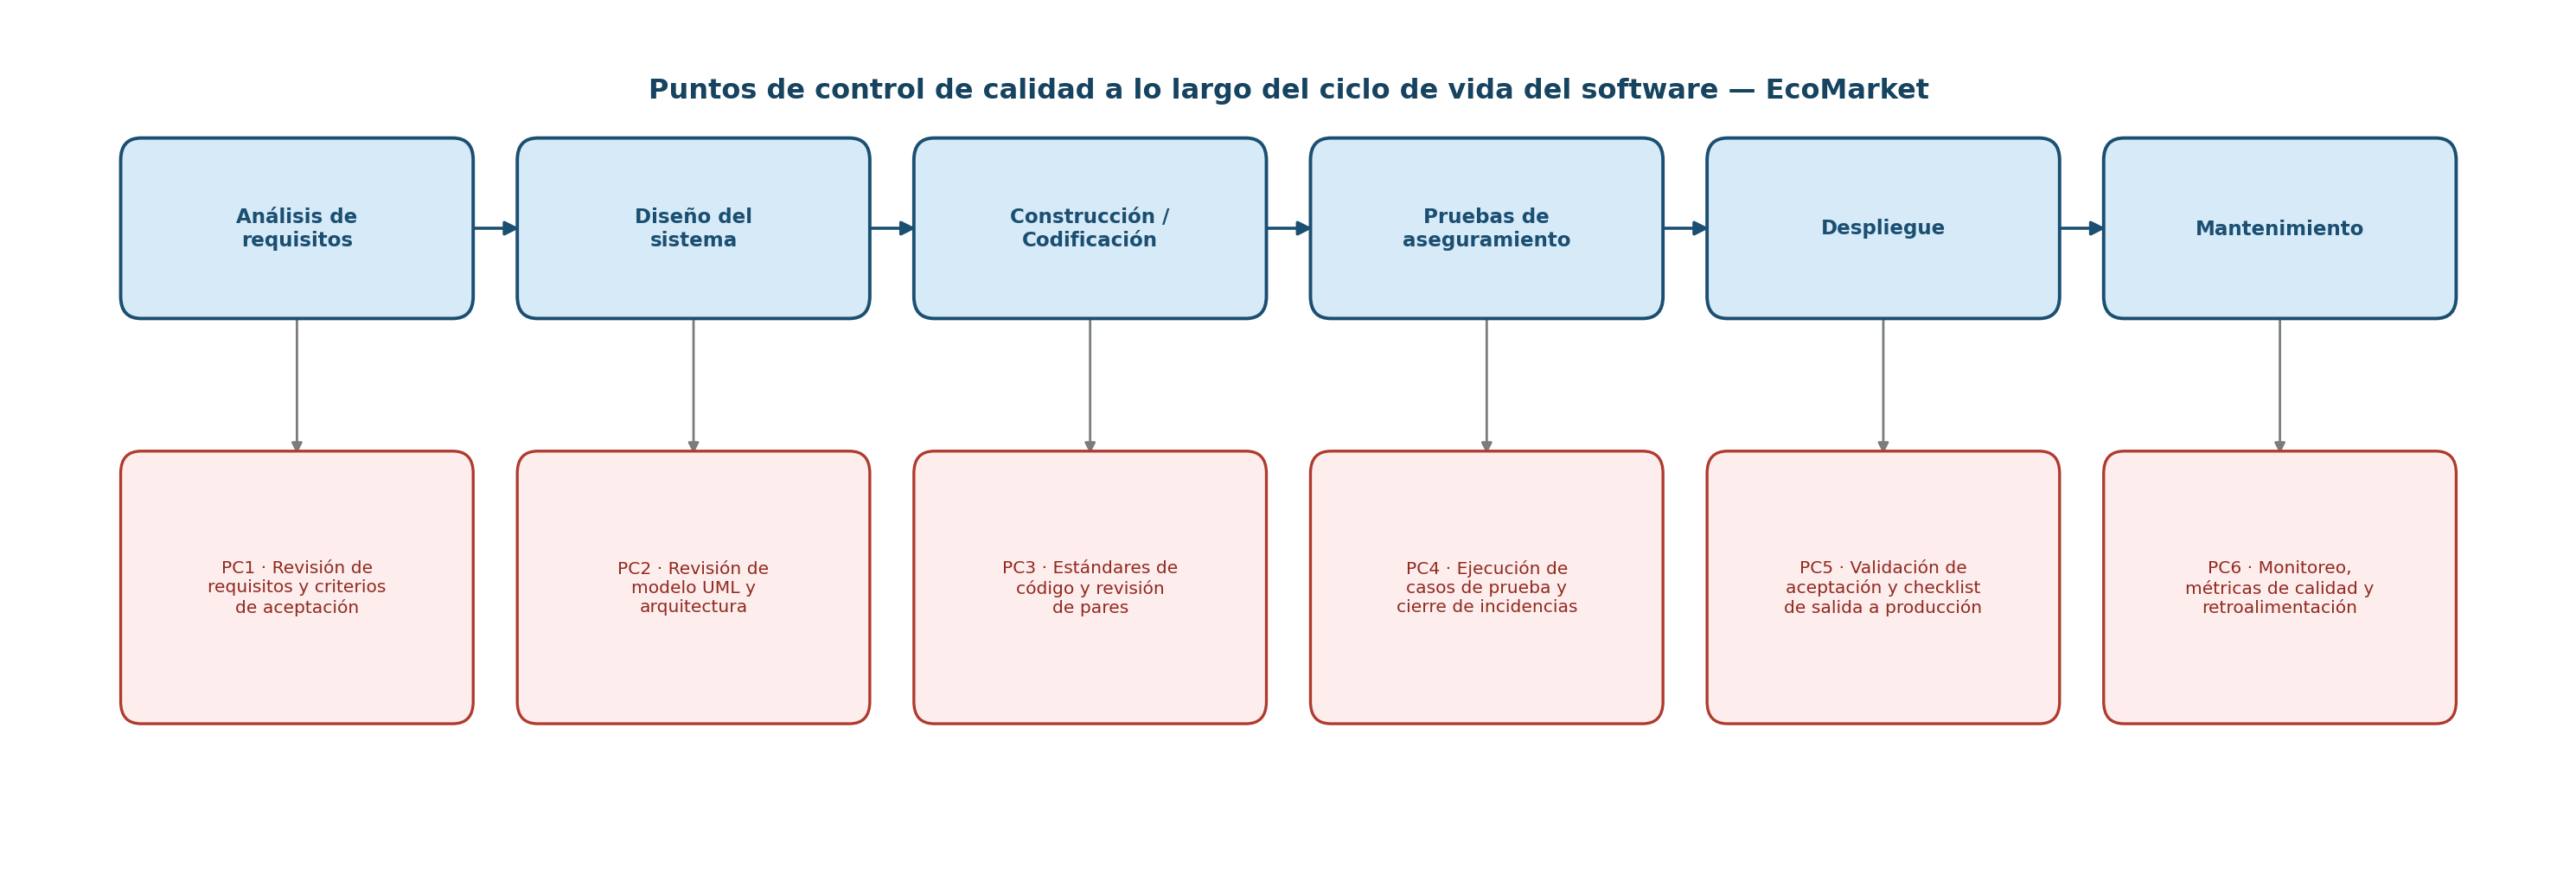 Puntos de control de calidad a lo largo del ciclo de vida del software — EcoMarket
Análisis de
requisitos
Diseño del
sistema
Construcción /
Codificación
Pruebas de
aseguramiento
Despliegue
Mantenimiento
PC1 · Revisión de
requisitos y criterios
de aceptación
PC2 · Revisión de
modelo UML y
arquitectura
PC3 · Estándares de
código y revisión
de pares
PC4 · Ejecución de
casos de prueba y
cierre de incidencias
PC5 · Validación de
aceptación y checklist
de salida a producción
PC6 · Monitoreo,
métricas de calidad y
retroalimentación